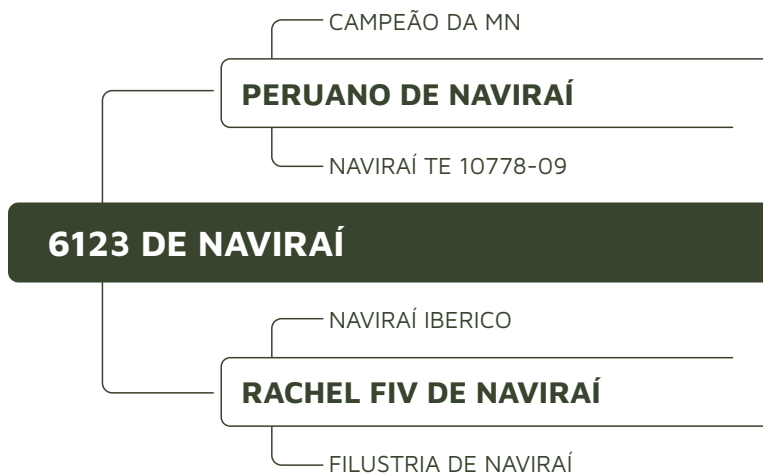 CAMPEÃO DA MN
PERUANO DE NAVIRAÍ
NAVIRAÍ TE 10778-09
6123 DE NAVIRAÍ
NAVIRAÍ IBERICO
RACHEL FIV DE NAVIRAÍ
FILUSTRIA DE NAVIRAÍ